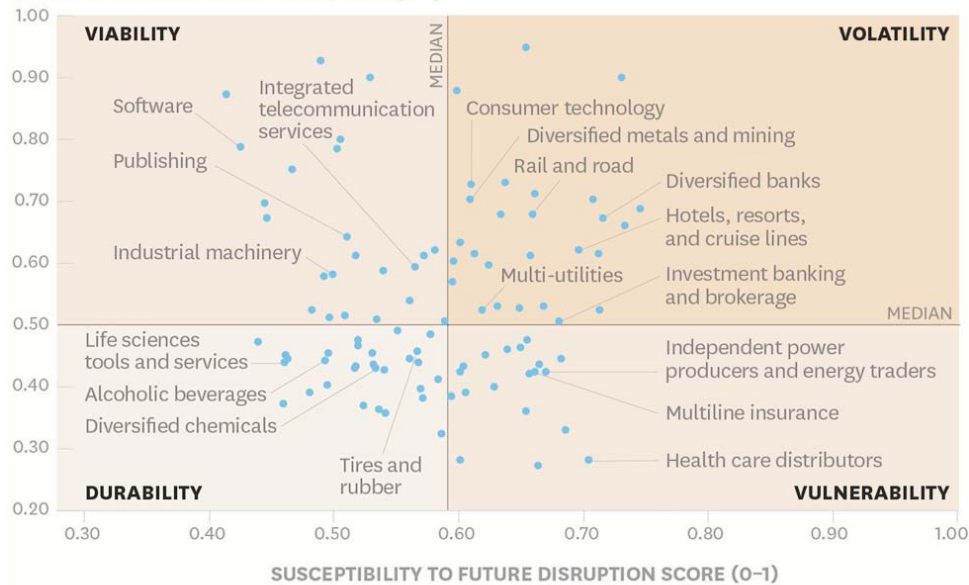 1.00
VIABILITY
MEDIAN
VOLATILITY
0.90
Integrated
telecommunication
services
Software
Consumer technology
0.80
Diversified metals and mining
Publishing
Rail and road
0.70
Diversified banks
Hotels, resorts,
and cruise lines
0.60
Industrial machinery
Multi-utilities
Investment banking
and brokerage
0.50
MEDIAN
Life sciences
tools and services
Independent power
producers and energy traders
0.40
Alcoholic beverages
Multiline insurance
Diversified chemicals
0.30
Tires and
rubber
Health care distributors
DURABILITY
VULNERABILITY
0.20
0.30
0.40
0.50
0.60
0.70
0.80
0.90
1.00
SUSCEPTIBILITY TO FUTURE DISRUPTION SCORE (0–1)